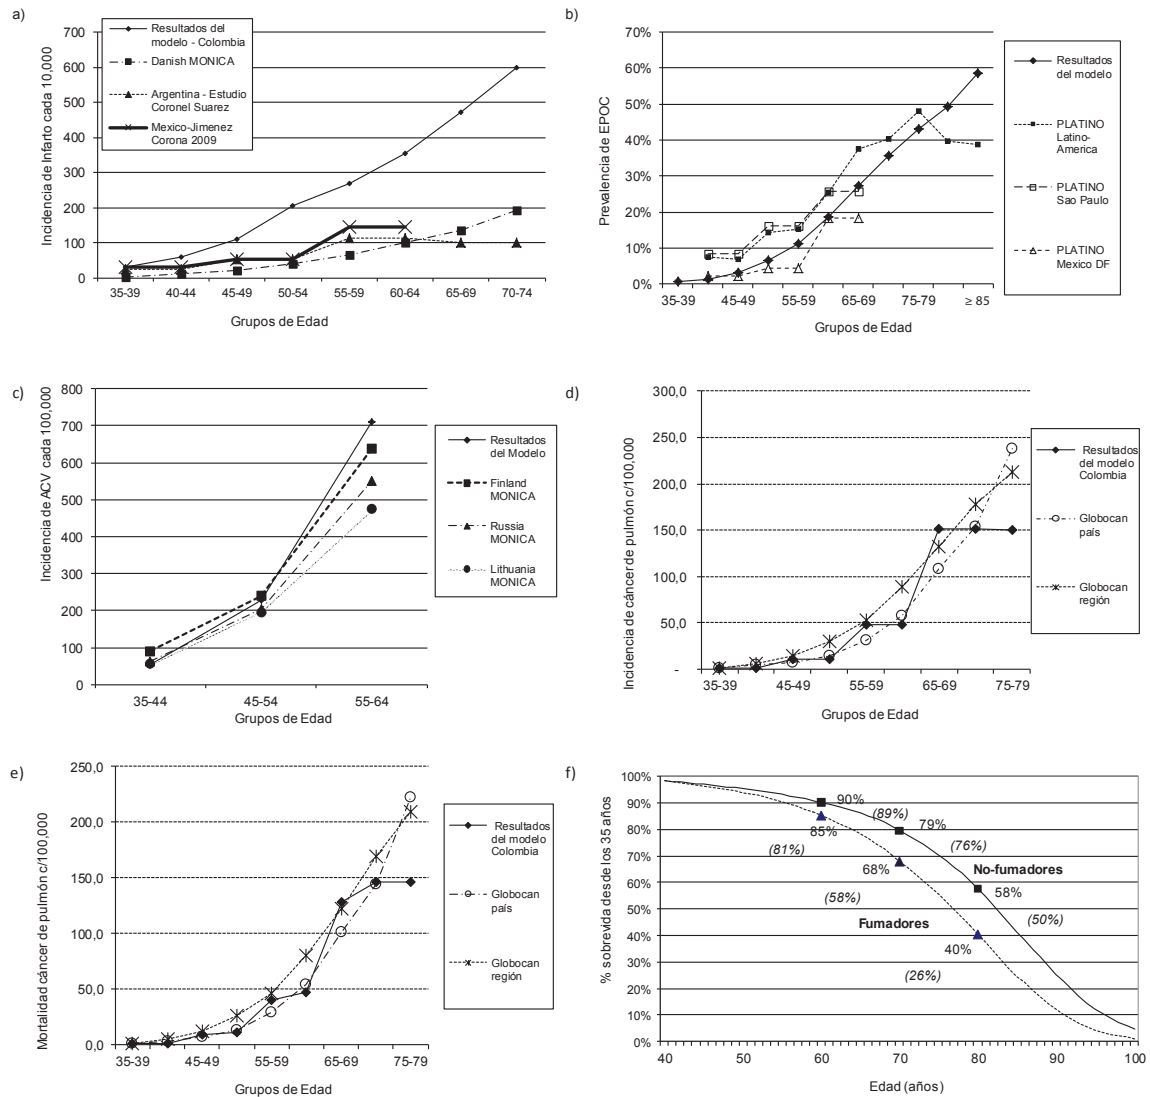 a)
Incidencia de Infarto cada 10,000
700
600
500
400
300
200
100
0
Resultados del
modelo - Colombia
Danish MONICA
Argentina - Estudio
Coronel Suarez
Mexico-Jimenez
Corona 2009
35-39
40-44
45-49
50-54
55-59
60-64
65-69
70-74
Grupos de Edad
b)
Prevalencia de EPOC
70%
60%
50%
40%
30%
20%
10%
0%
35-39
45-49
55-59
65-69
75-79
≥ 85
Grupos de Edad
Resultados
del modelo
PLATINO
Latino-
America
PLATINO
Sao Paulo
PLATINO
Mexico DF
c)
Incidencia de ACV cada 100,000
800
700
600
500
400
300
200
100
0
35-44
45-54
55-64
Grupos de Edad
Resultados
del Modelo
Finland
MONICA
Russia
MONICA
Lithuania
MONICA
d)
Incidencia de cáncer de pulmón c/100,000
300,0
250,0
200,0
150,0
100,0
50,0
-
35-39
45-49
55-59
65-69
75-79
Grupos de Edad
Resultados
del modelo
Colombia
Globocan
país
Globocan
región
e)
Mortalidad cáncer de pulmón c/100,000
250,0
200,0
150,0
100,0
50,0
0,0
35-39
45-49
55-59
65-69
75-79
Grupos de Edad
Resultados
del modelo
Colombia
Globocan
país
Globocan
región
f)
% sobrevida desde los 35 años
100%
90%
80%
70%
60%
50%
40%
30%
20%
10%
0%
90%
(89%)
85%
79%
(81%)
(76%)
68%
No-fumadores
58%
(58%)
(50%)
Fumadores
40%
(26%)
40
50
60
70
80
90
100
Edad (años)